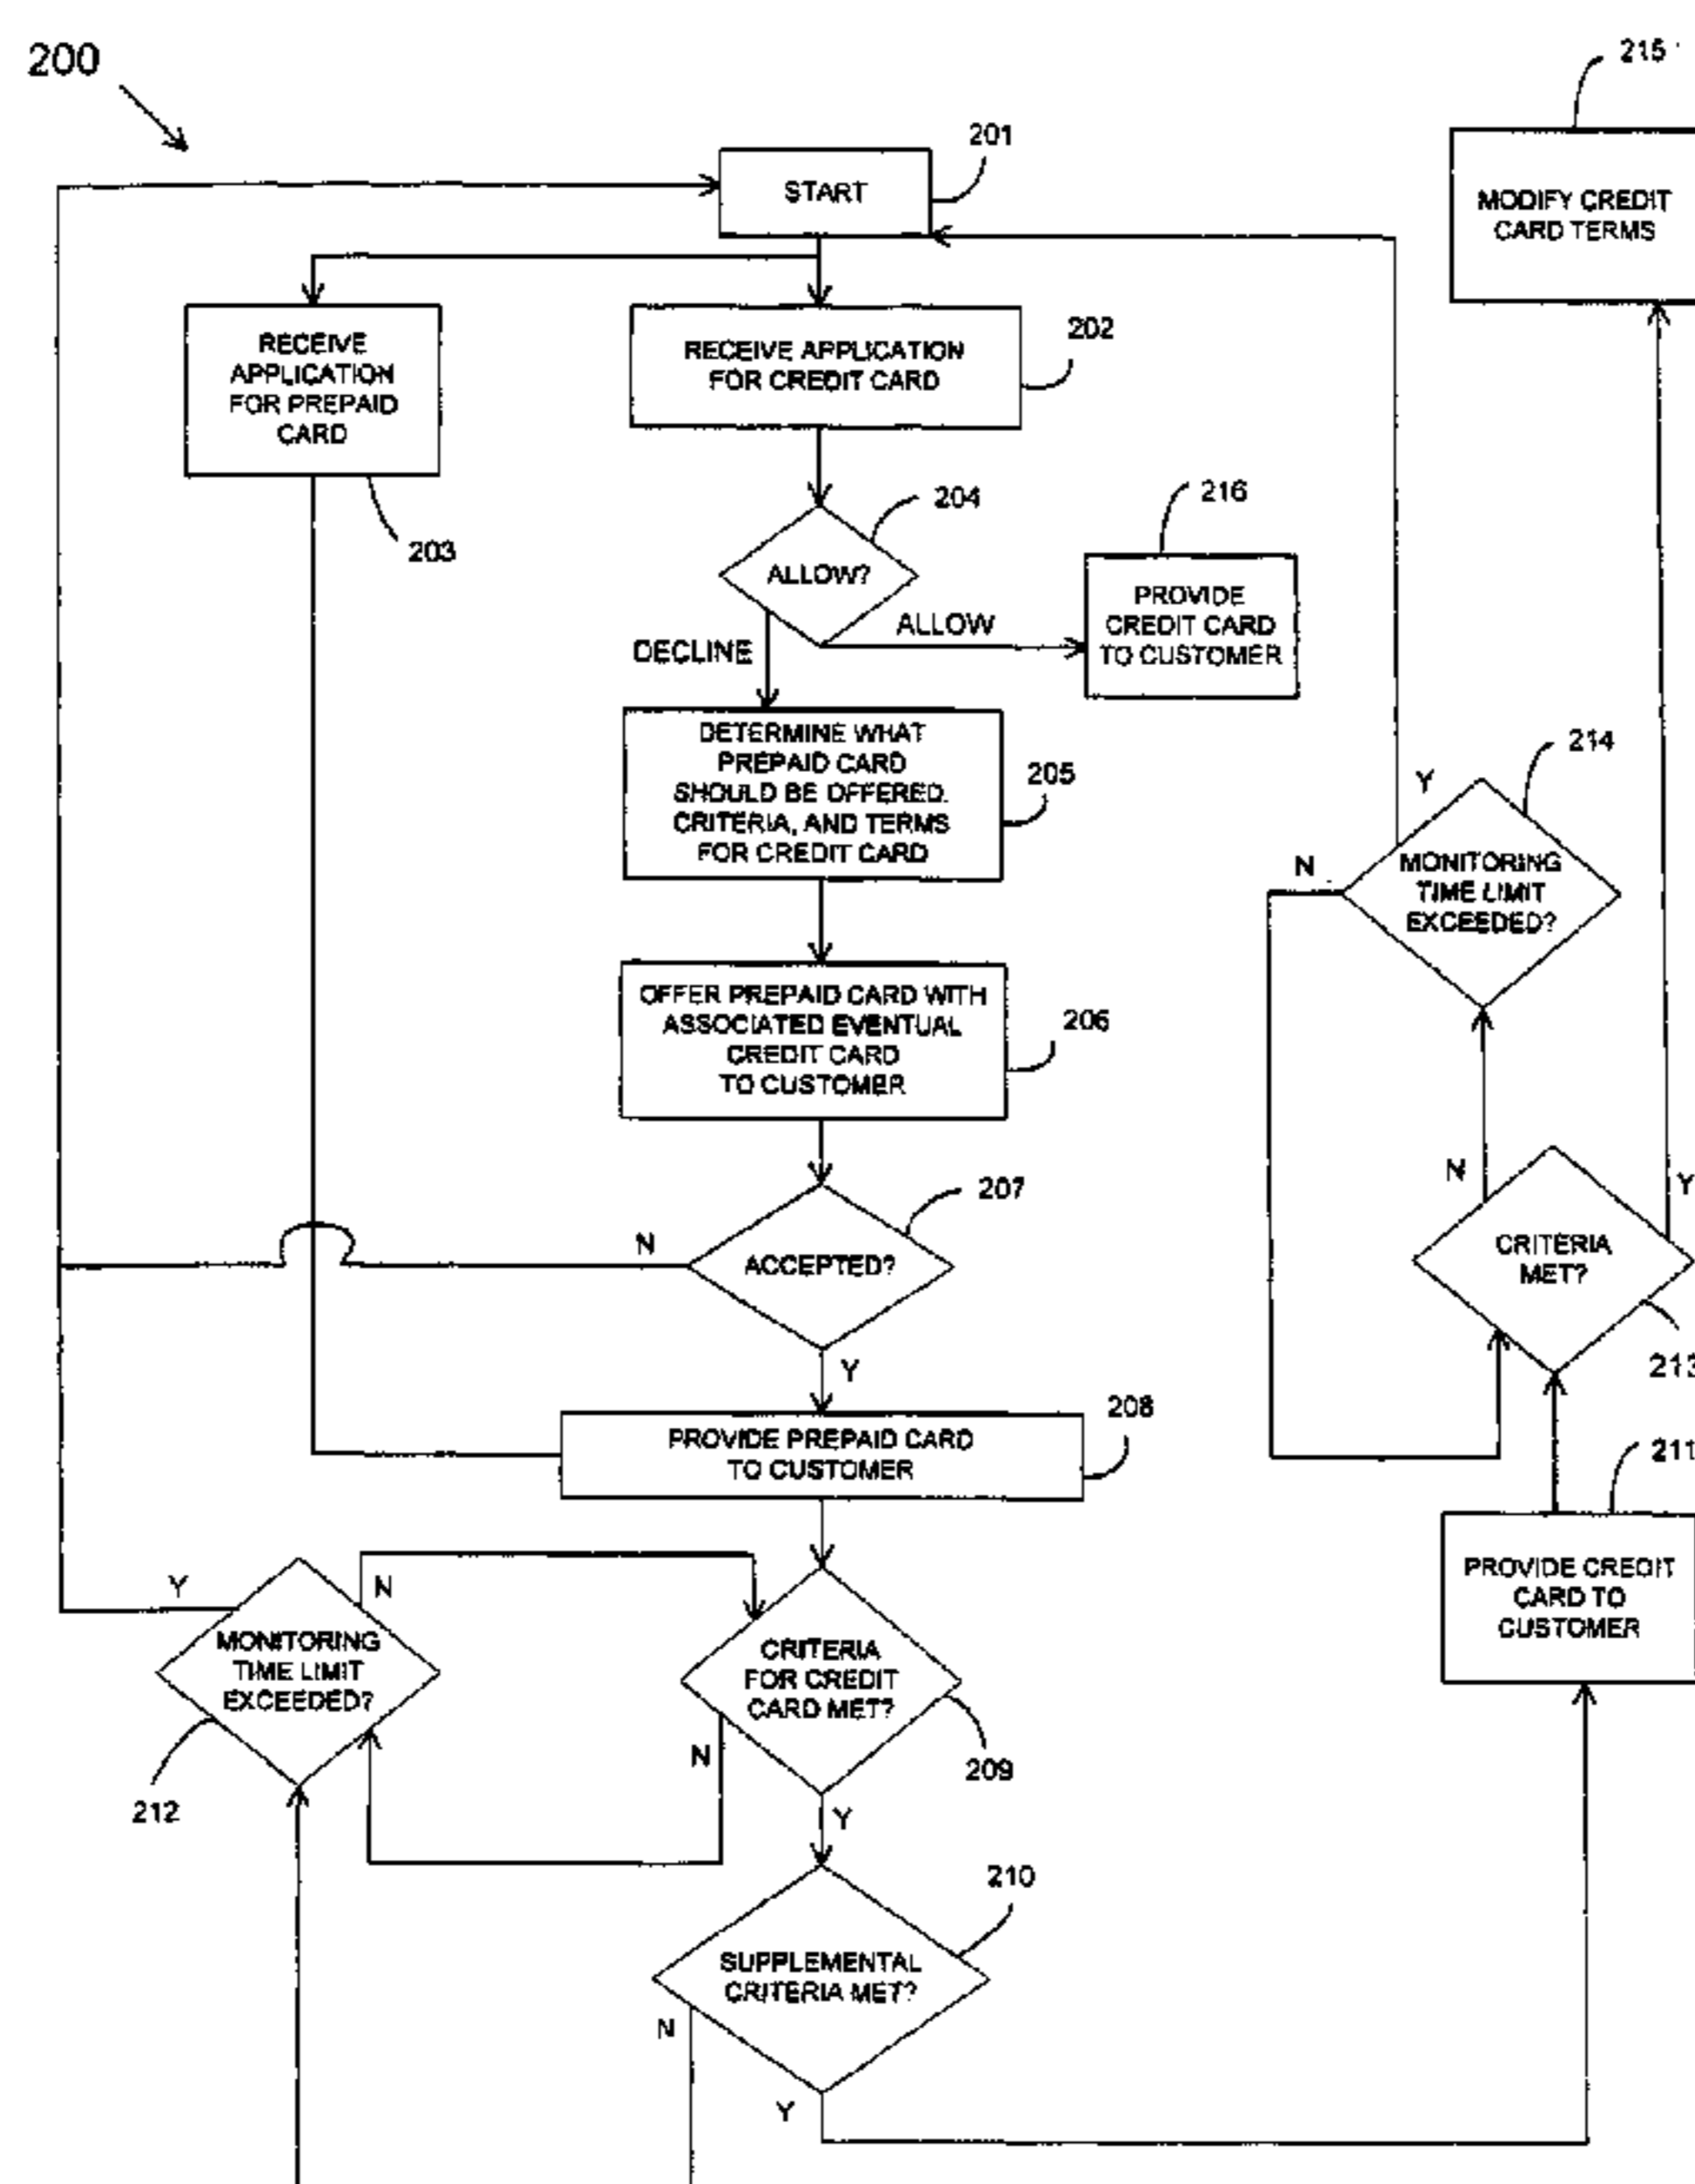 200
215
201
START
MODIFY CREDIT
CARD TERMS
RECEIVE
APPLICATION
FOR PREPAID
CARD
203
RECEIVE APPLICATION
FOR CREDIT CARD
202
204
ALLOW?
DECLINE
ALLOW
216
PROVIDE
CREDIT CARD
TO CUSTOMER
DETERMINE WHAT
PREPAID CARD
SHOULD BE OFFERED.
CRITERIA, AND TERMS
FOR CREDIT CARD
205
214
Y
N
MONITORING
TIME LIMIT
EXCEEDED?
OFFER PREPAID CARD WITH
ASSOCIATED EVENTUAL
CREDIT CARD
TO CUSTOMER
206
207
N
ACCEPTED?
Y
N
Y
CRITERIA
MET?
213
PROVIDE PREPAID CARD
TO CUSTOMER
208
211
PROVIDE CREDIT
CARD TO
CUSTOMER
Y
N
MONITORING
TIME LIMIT
EXCEEDED?
212
CRITERIA
FOR CREDIT
CARD MET?
N
209
Y
210
SUPPLEMENTAL
CRITERIA MET?
N
Y